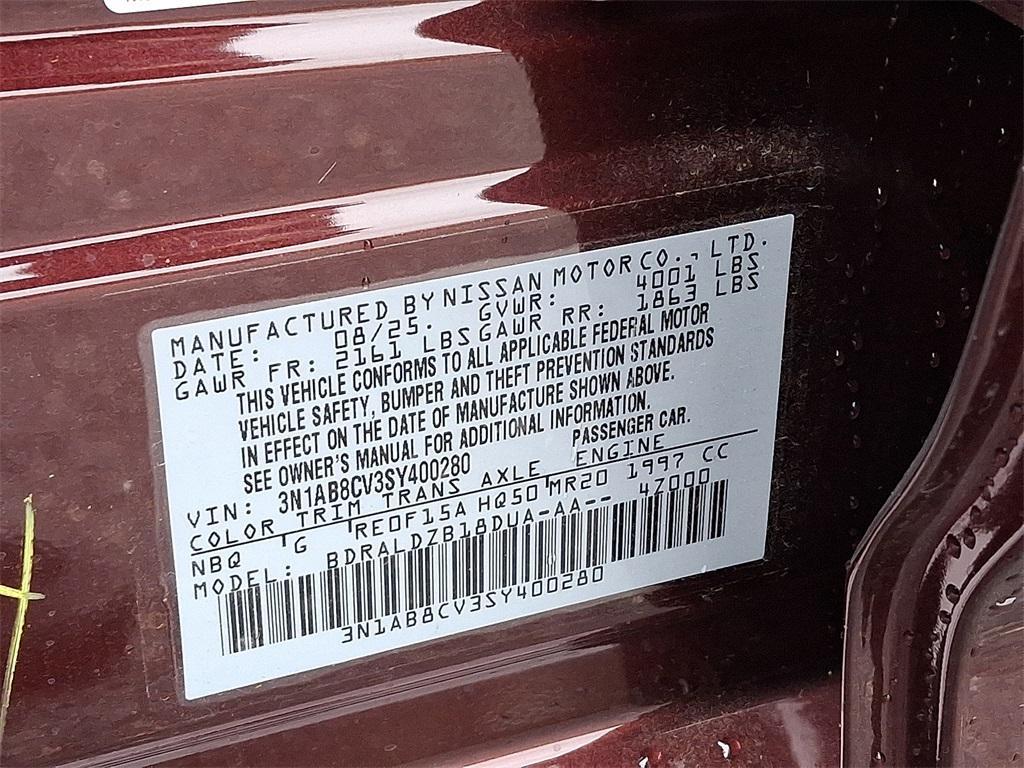 MANUFACTURED BY NISSAN MOTOR CO., LTD.
DATE: 08/25. GVWR: 4001 LBS
GAWR FR: 2161 LBS GAWR RR: 1863 LBS
THIS VEHICLE CONFORMS TO ALL APPLICABLE FEDERAL MOTOR
VEHICLE SAFETY, BUMPER AND THEFT PREVENTION STANDARDS
IN EFFECT ON THE DATE OF MANUFACTURE SHOWN ABOVE.
SEE OWNER'S MANUAL FOR ADDITIONAL INFORMATION.
VIN: 3N1AB8CV3SY400280 PASSENGER CAR.
COLOR TRIM TRANS AXLE ENGINE
NBQ G RE0F15A HQ50 MR20 1997 CC
MODEL: BDRALDZB18DUA-AA-- 47000
3N1AB8CV3SY400280